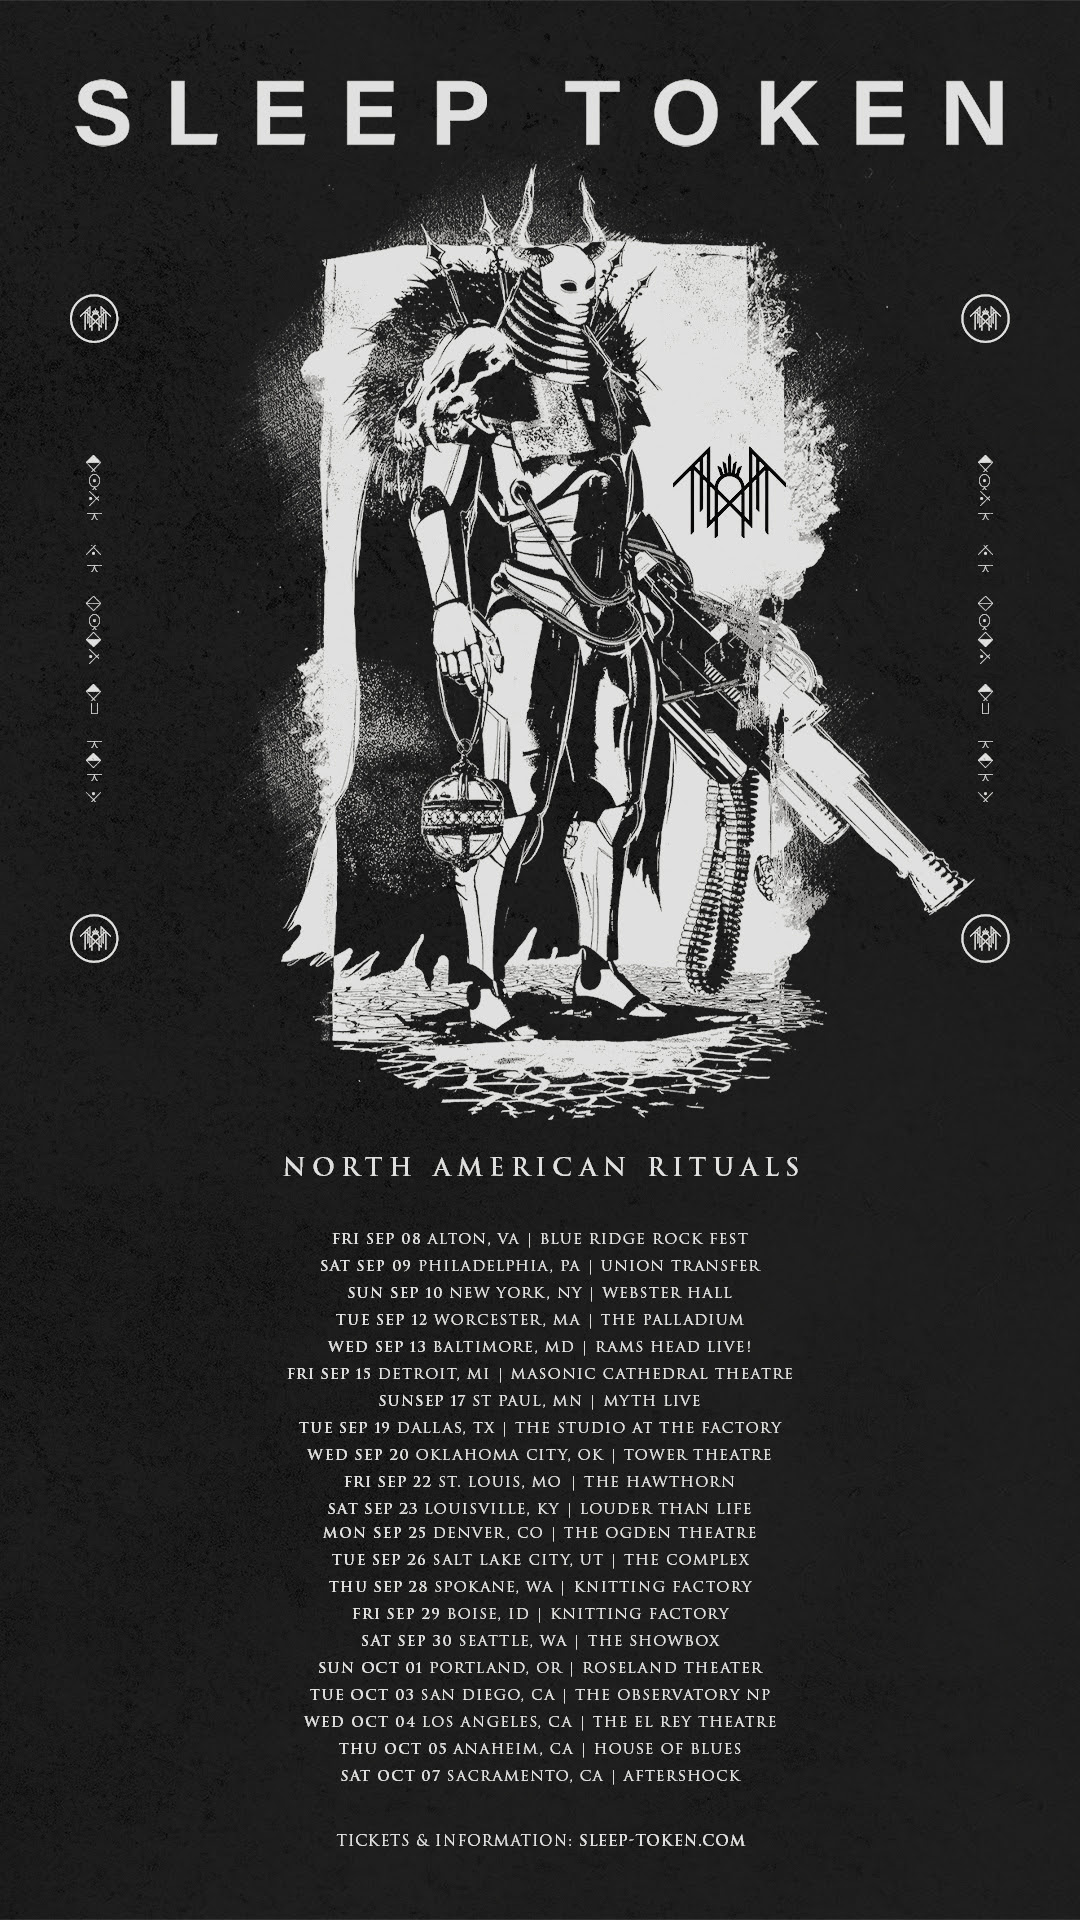 SLEEP TOKEN
NORTH AMERICAN RITUALS
FRI SEP 08 ALTON, VA | BLUE RIDGE ROCK FEST
SAT SEP 09 PHILADELPHIA, PA | UNION TRANSFER
SUN SEP 10 NEW YORK, NY | WEBSTER HALL
TUE SEP 12 WORCESTER, MA | THE PALLADIUM
WED SEP 13 BALTIMORE, MD | RAMS HEAD LIVE!
FRI SEP 15 DETROIT, MI | MASONIC CATHEDRAL THEATRE
SUNSEP 17 ST PAUL, MN | MYTH LIVE
TUE SEP 19 DALLAS, TX | THE STUDIO AT THE FACTORY
WED SEP 20 OKLAHOMA CITY, OK | TOWER THEATRE
FRI SEP 22 ST. LOUIS, MO | THE HAWTHORN
SAT SEP 23 LOUISVILLE, KY | LOUDER THAN LIFE
MON SEP 25 DENVER, CO | THE OGDEN THEATRE
TUE SEP 26 SALT LAKE CITY, UT | THE COMPLEX
THU SEP 28 SPOKANE, WA | KNITTING FACTORY
FRI SEP 29 BOISE, ID | KNITTING FACTORY
SAT SEP 30 SEATTLE, WA | THE SHOWBOX
SUN OCT 01 PORTLAND, OR | ROSELAND THEATER
TUE OCT 03 SAN DIEGO, CA | THE OBSERVATORY NP
WED OCT 04 LOS ANGELES, CA | THE EL REY THEATRE
THU OCT 05 ANAHEIM, CA | HOUSE OF BLUES
SAT OCT 07 SACRAMENTO, CA | AFTERSHOCK
TICKETS & INFORMATION: SLEEP-TOKEN.COM